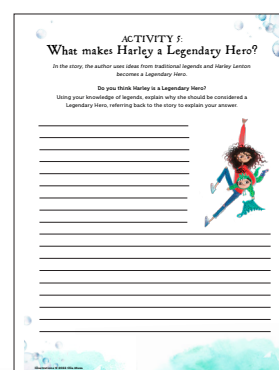 ACTIVITY 5:
What makes Harley a Legendary Hero?
In the story, the author uses ideas from traditional legends and Harley Lenton
becomes a Legendary Hero.
Do you think Harley is a Legendary Hero?
Using your knowledge of legends, explain why she should be considered a
Legendary Hero, referring back to the story to explain your answer.
Illustrations © 2022